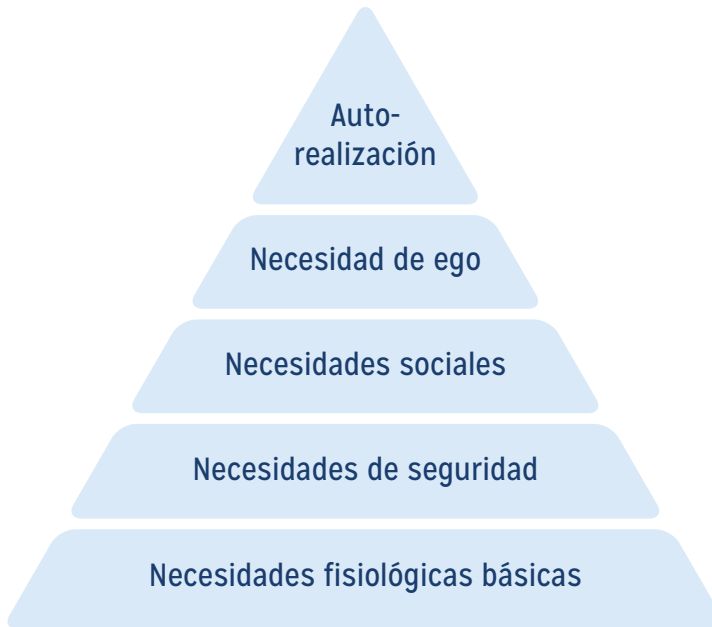 Auto-
realización
Necesidad de ego
Necesidades sociales
Necesidades de seguridad
Necesidades fisiológicas básicas